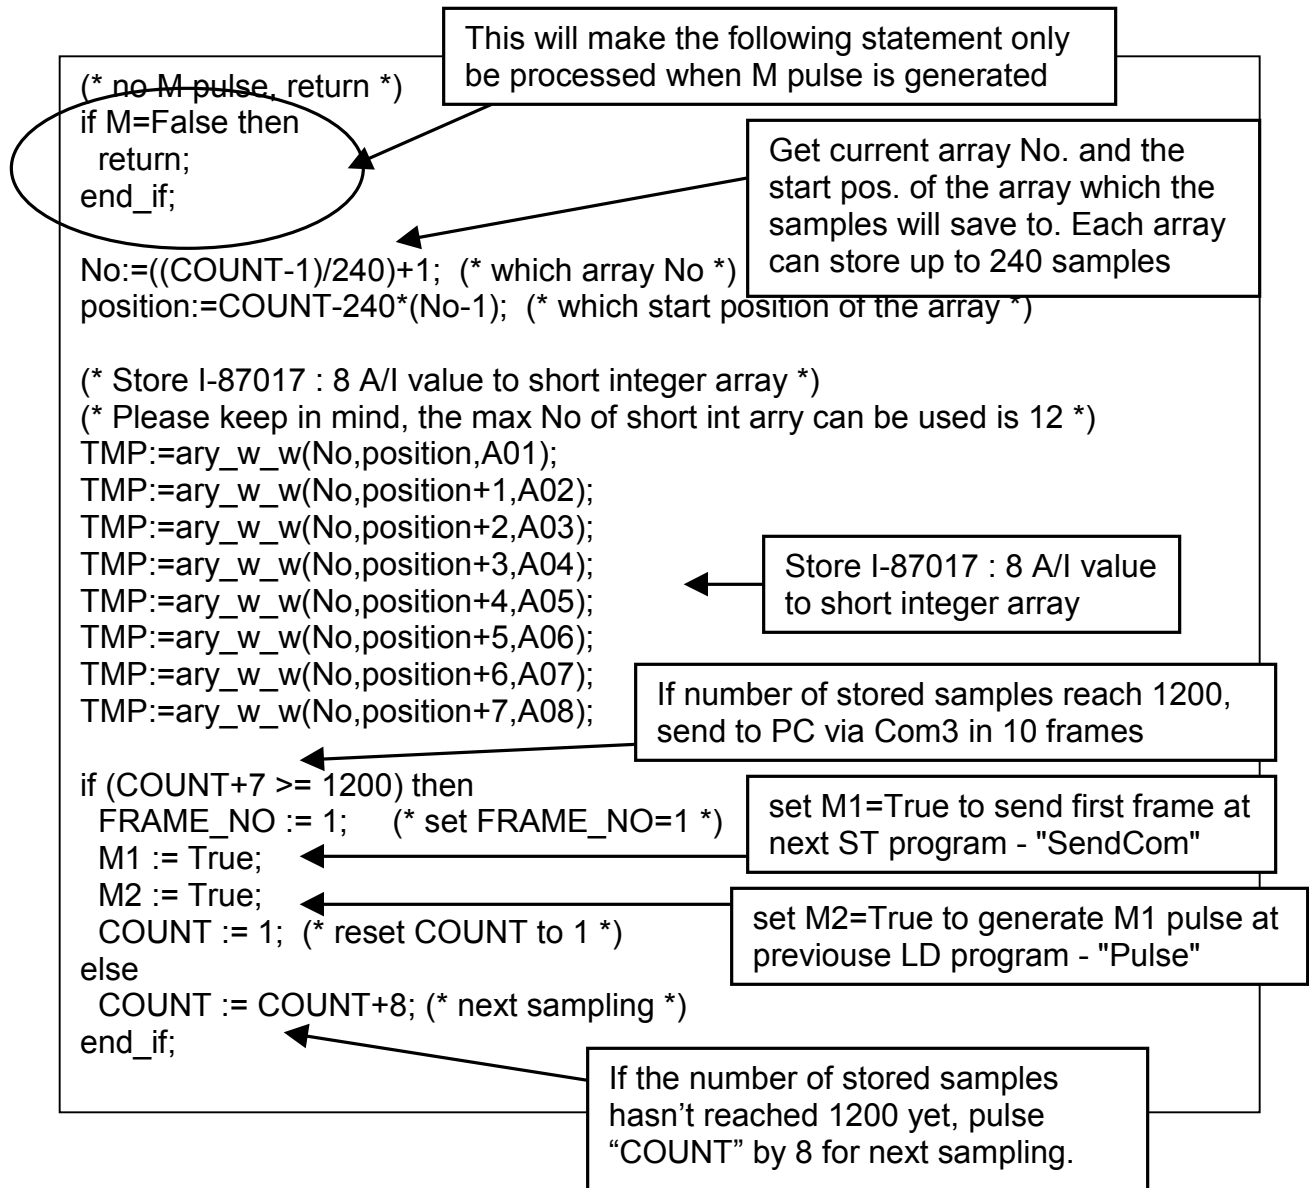 This will make the following statement only
be processed when M pulse is generated
(* no M pulse, return *)
if M=False then
return;
end_if;
Get current array No. and the
start pos. of the array which the
samples will save to. Each array
can store up to 240 samples
No:=((COUNT-1)/240)+1; (* which array No *)
position:=COUNT-240*(No-1); (* which start position of the array *)
(* Store I-87017 : 8 A/I value to short integer array *)
(* Please keep in mind, the max No of short int arry can be used is 12 *)
TMP:=ary_w_w(No,position,A01);
TMP:=ary_w_w(No,position+1,A02);
TMP:=ary_w_w(No,position+2,A03);
TMP:=ary_w_w(No,position+3,A04);
TMP:=ary_w_w(No,position+4,A05);
TMP:=ary_w_w(No,position+5,A06);
TMP:=ary_w_w(No,position+6,A07);
TMP:=ary_w_w(No,position+7,A08);
Store I-87017 : 8 A/I value
to short integer array
If number of stored samples reach 1200,
send to PC via Com3 in 10 frames
if (COUNT+7 >= 1200) then
FRAME_NO := 1; (* set FRAME_NO=1 *)
M1 := True;
M2 := True;
COUNT := 1; (* reset COUNT to 1 *)
else
COUNT := COUNT+8; (* next sampling *)
end_if;
set M1=True to send first frame at
next ST program - "SendCom"
set M2=True to generate M1 pulse at
previouse LD program - "Pulse"
If the number of stored samples
hasn't reached 1200 yet, pulse
“COUNT” by 8 for next sampling.